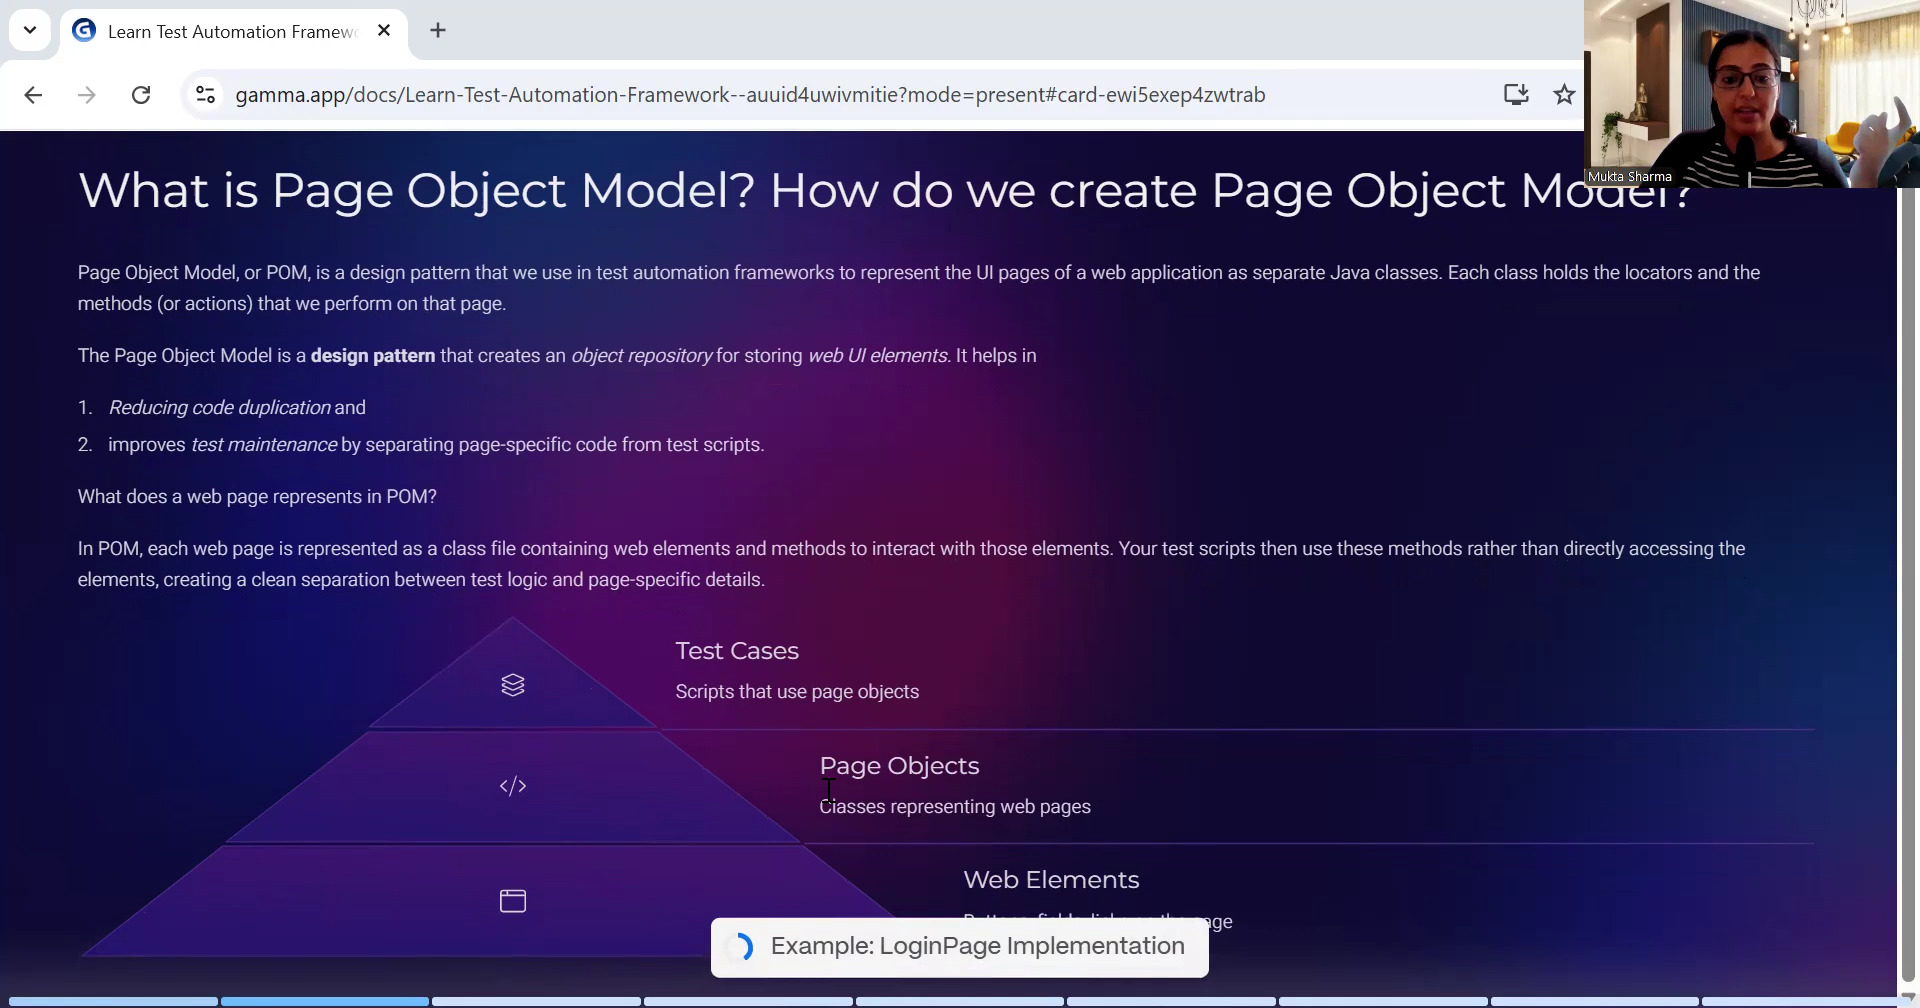 Learn Test Automation Framew
gamma.app/docs/Learn-Test-Automation-Framework--auuid4uwivmitie?mode=present#card-ewi5exep4zwtrab
Mukta Sharma
What is Page Object Model? How do we create Page Object Model?
Page Object Model, or POM, is a design pattern that we use in test automation frameworks to represent the UI pages of a web application as separate Java classes. Each class holds the locators and the
methods (or actions) that we perform on that page.
The Page Object Model is a design pattern that creates an object repository for storing web UI elements. It helps in
1. Reducing code duplication and
2. improves test maintenance by separating page-specific code from test scripts.
What does a web page represents in POM?
In POM, each web page is represented as a class file containing web elements and methods to interact with those elements. Your test scripts then use these methods rather than directly accessing the
elements, creating a clean separation between test logic and page-specific details.
Test Cases
Scripts that use page objects
Page Objects
Classes representing web pages
Web Elements
page
Example: LoginPage Implementation